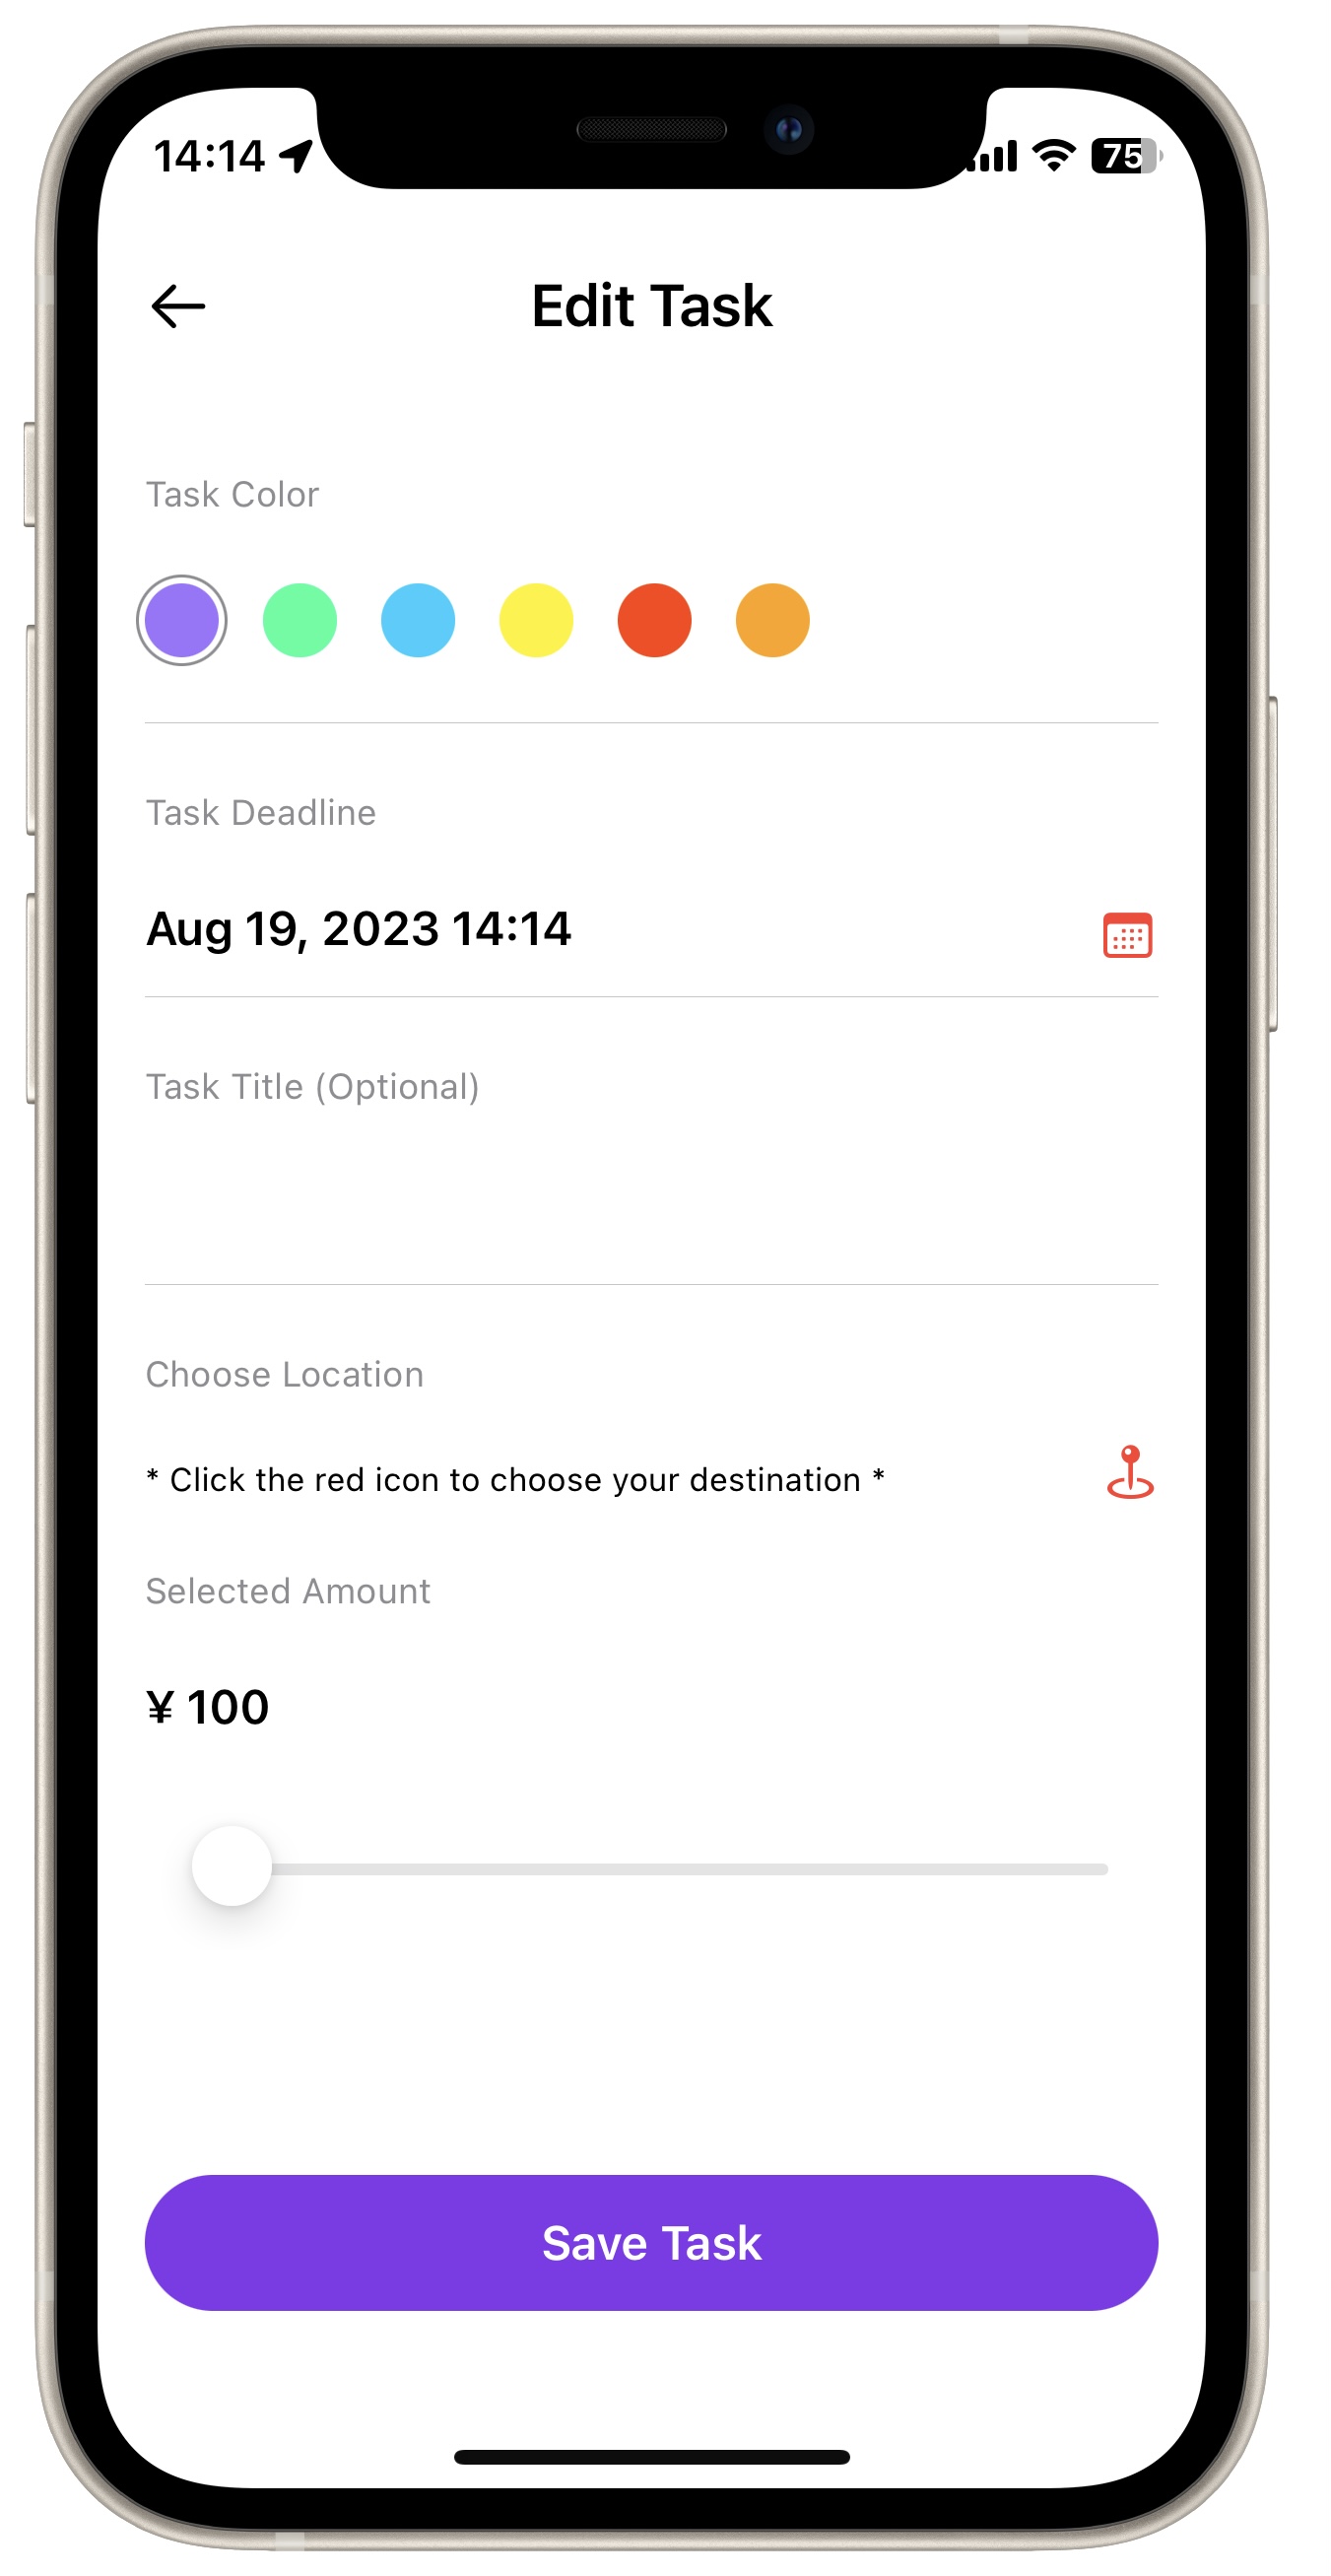 14:14
75
Edit Task
Task Color
Task Deadline
Aug 19, 2023 14:14
Task Title (Optional)
Choose Location
* Click the red icon to choose your destination *
Selected Amount
¥ 100
Save Task